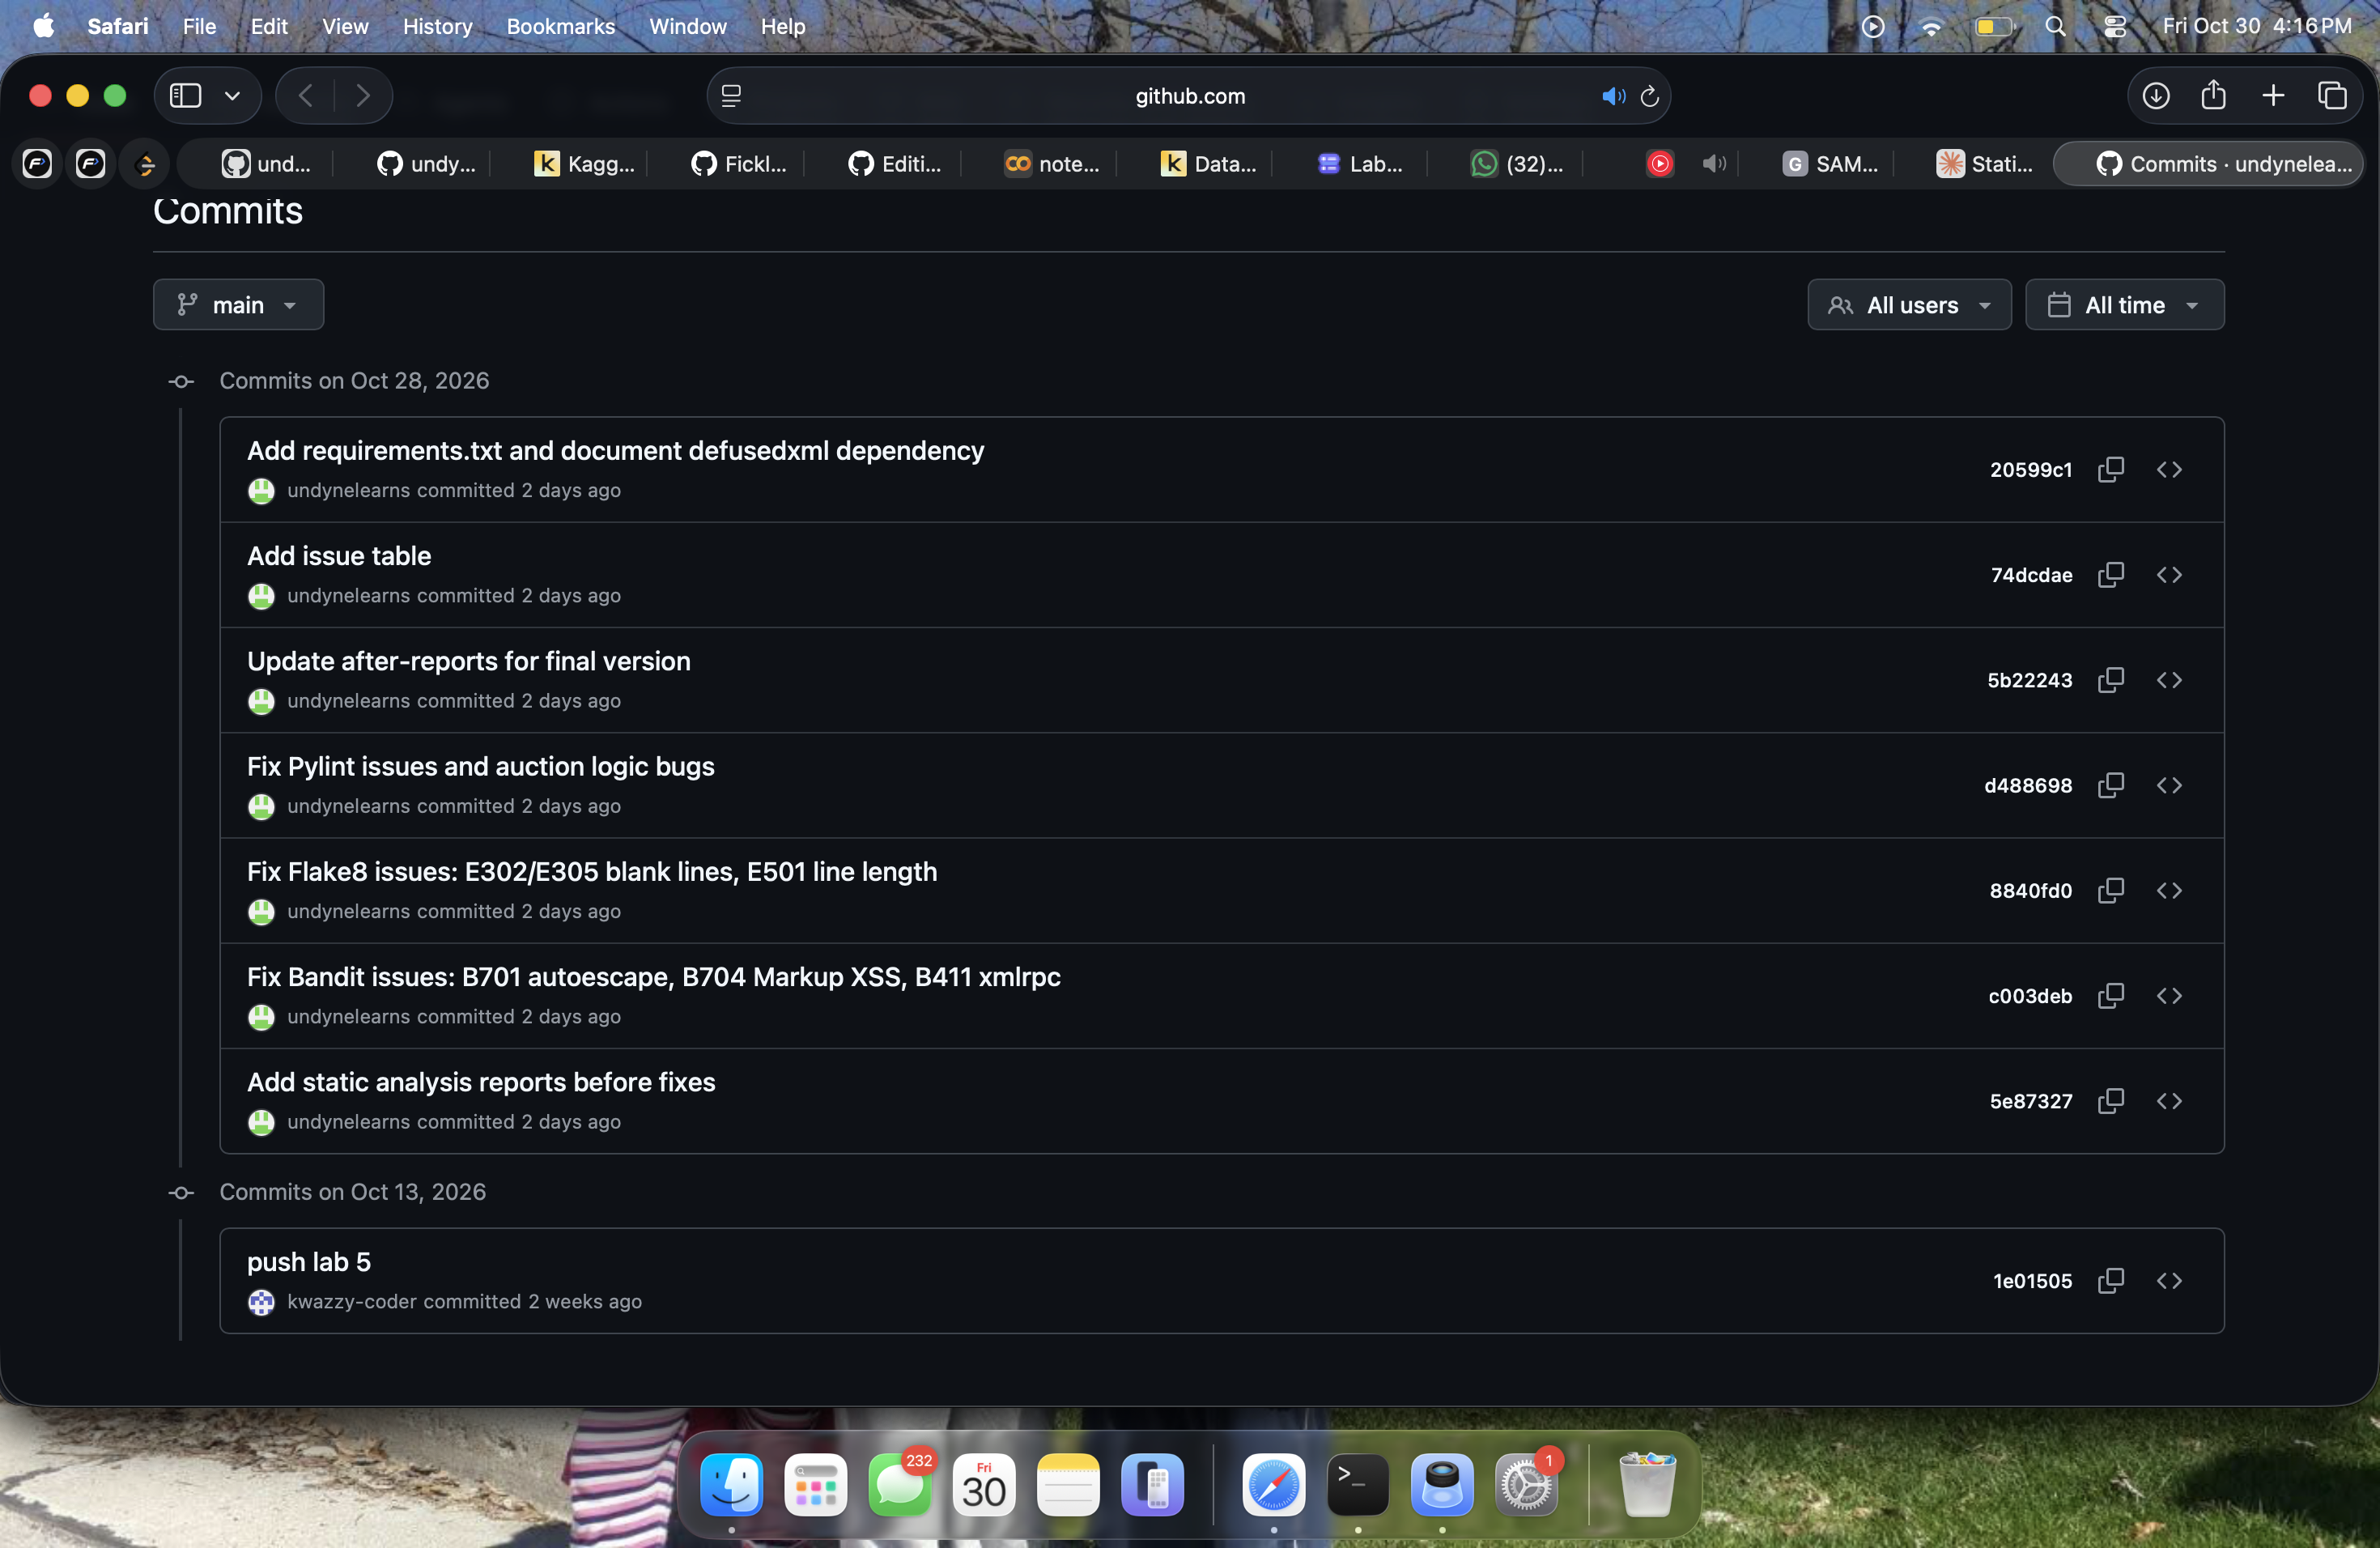 Safari File Edit View History Bookmarks Window Help Fri Oct 30 4:16 PM
github.com
und... undy... Kagg... Fickl... Editi... note... Data... Lab... (32)... SAM... Stati... Commits · undynelea...
Commits
main All users All time
Commits on Oct 28, 2026
Add requirements.txt and document defusedxml dependency
undynelearns committed 2 days ago
20599c1
Add issue table
undynelearns committed 2 days ago
74dcdae
Update after-reports for final version
undynelearns committed 2 days ago
5b22243
Fix Pylint issues and auction logic bugs
undynelearns committed 2 days ago
d488698
Fix Flake8 issues: E302/E305 blank lines, E501 line length
undynelearns committed 2 days ago
8840fd0
Fix Bandit issues: B701 autoescape, B704 Markup XSS, B411 xmlrpc
undynelearns committed 2 days ago
c003deb
Add static analysis reports before fixes
undynelearns committed 2 days ago
5e87327
Commits on Oct 13, 2026
push lab 5
kwazzy-coder committed 2 weeks ago
1e01505
232
Fri
30
1